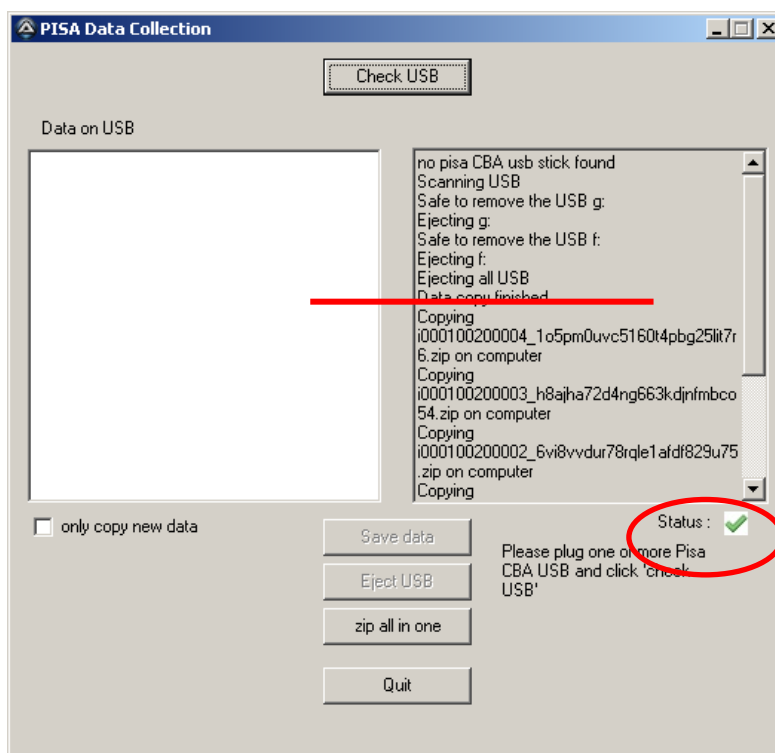 PISA Data Collection
Check USB
Data on USB
no pisa CBA usb stick found
Scanning USB
Safe to remove the USB g:
Ejecting g:
Safe to remove the USB f:
Ejecting f:
Ejecting all USB
Data copy finished
Copying
i000100200004_1o5pm0uvc5160t4pbg25lit7r
6.zip on computer
Copying
i000100200003_h8ajha72d4ng663kdjnfmbco
54.zip on computer
Copying
i000100200002_6vi8vvdur78rqle1afdf829u75
.zip on computer
Copying
only copy new data
Save data
Eject USB
zip all in one
Quit
Status :
Please plug one or more Pisa
CBA USB and click 'check
USB'